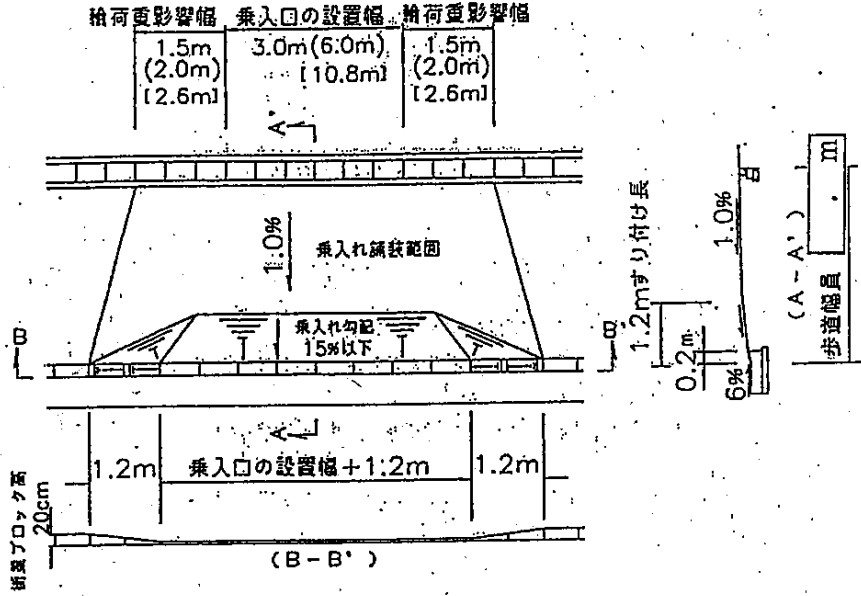 輪荷重影響幅 乗入口の設置幅 輪荷重影響幅
1.5m 3.0m(6.0m) 1.5m
(2.0m) [10.8m] (2.0m)
[2.6m] [2.6m]
A'
1.0%
乗入れ舗装範囲
乗入れ勾配
15%以下
B
B'
A
1.2m 乗入口の設置幅+1.2m 1.2m
街渠ブロック高
20cm
(B-B')
1.2mすり付け長
0.2m
6%
1.0%
(A-A')
歩道幅員 m